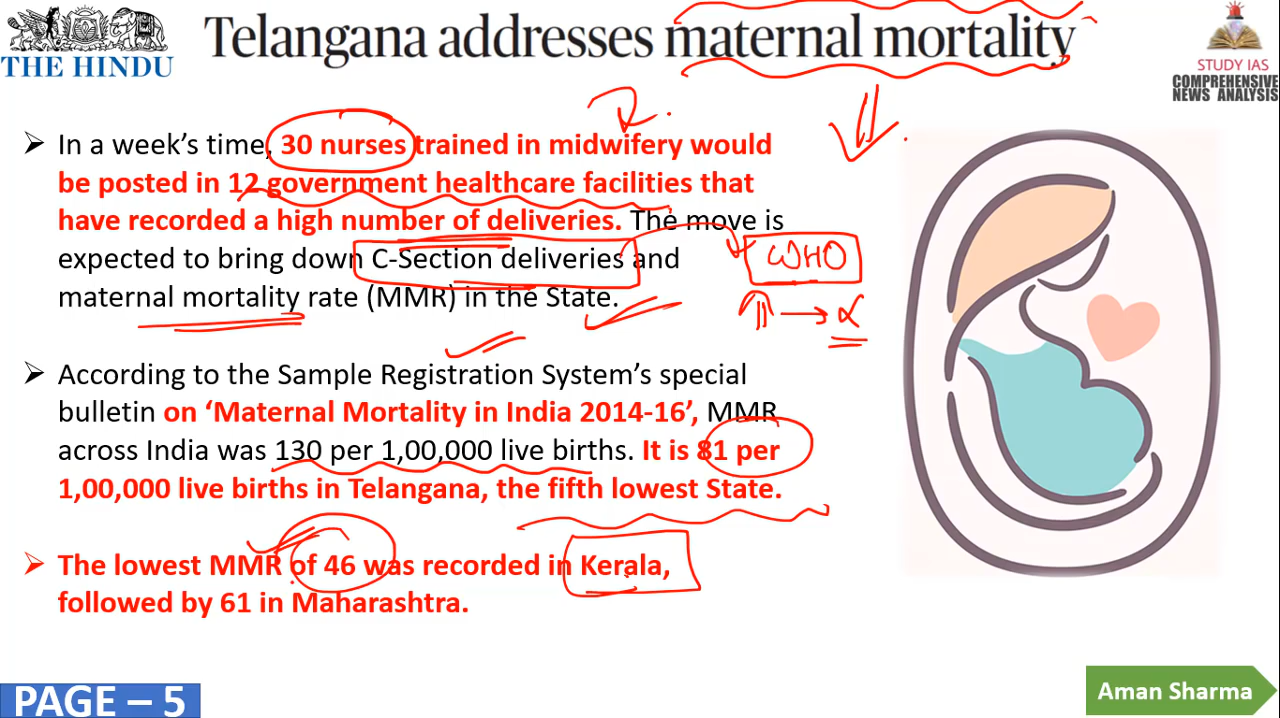 THE HINDU
Telangana addresses maternal mortality
STUDY IAS
COMPREHENSIVE
NEWS ANALYSIS
➤ In a week’s time, 30 nurses trained in midwifery would
be posted in 12 government healthcare facilities that
have recorded a high number of deliveries. The move is
expected to bring down C-Section deliveries and
maternal mortality rate (MMR) in the State.
WHO
➤ According to the Sample Registration System’s special
bulletin on ‘Maternal Mortality in India 2014-16’, MMR
across India was 130 per 1,00,000 live births. It is 81 per
1,00,000 live births in Telangana, the fifth lowest State.
➤ The lowest MMR of 46 was recorded in Kerala,
followed by 61 in Maharashtra.
PAGE – 5
Aman Sharma